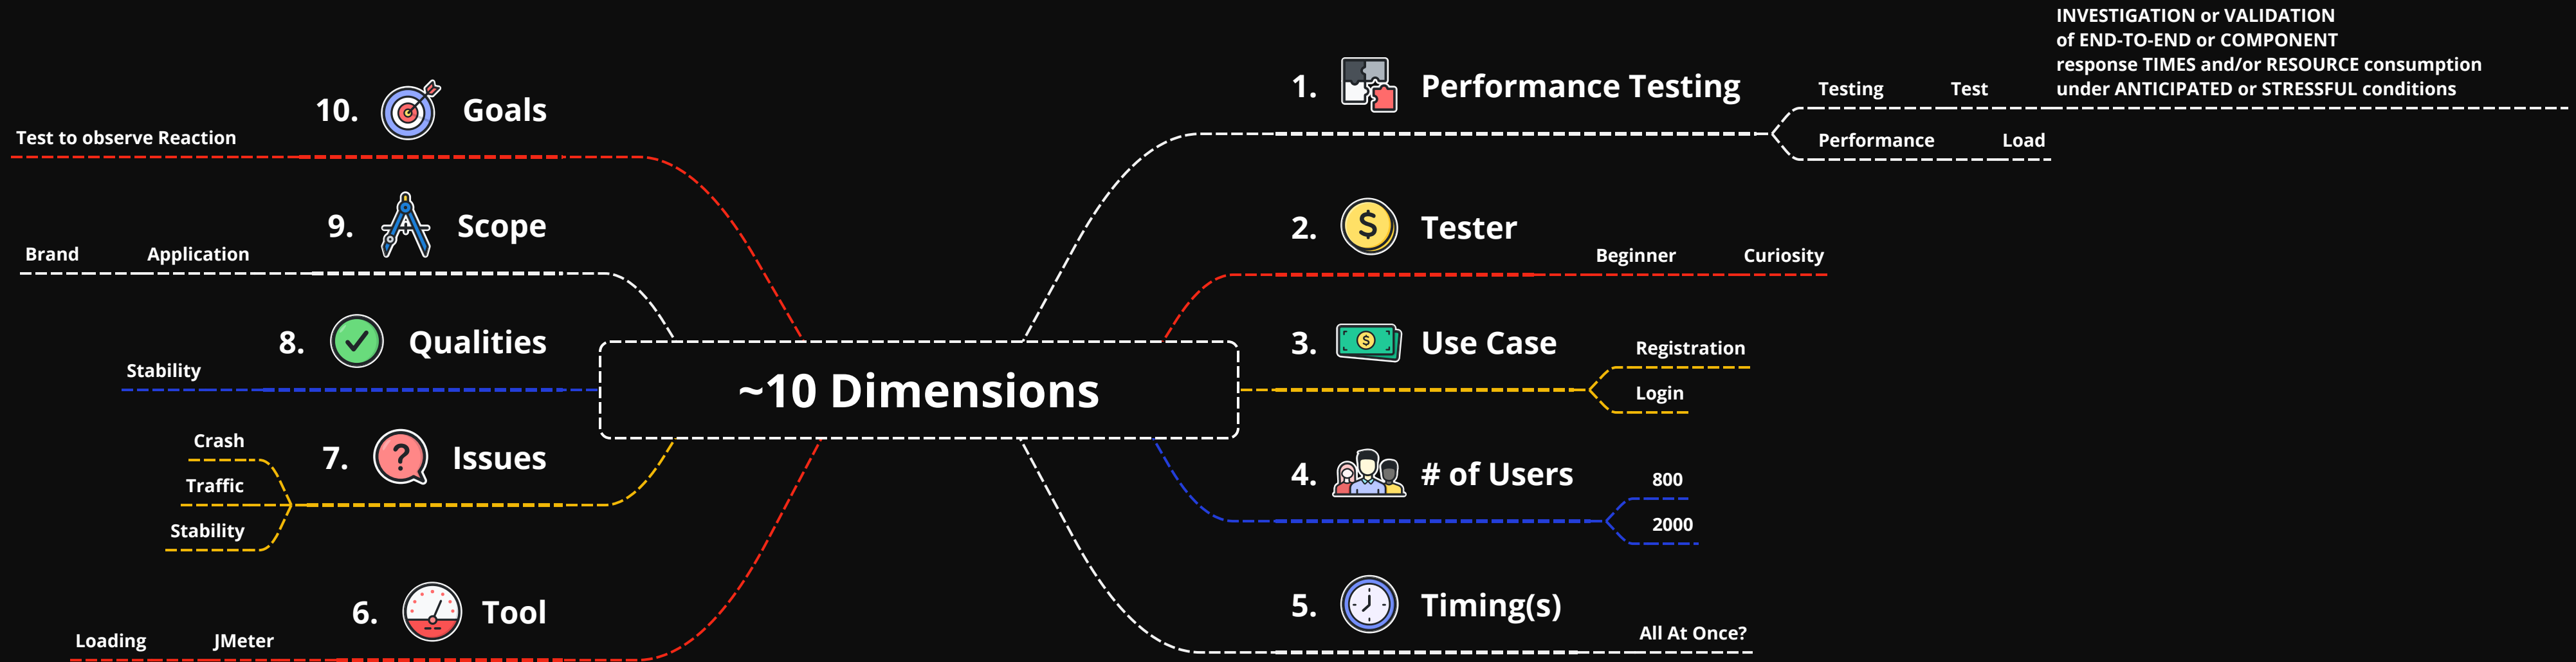 ~10 Dimensions
1. Performance Testing
Testing
Test
INVESTIGATION or VALIDATION
of END-TO-END or COMPONENT
response TIMES and/or RESOURCE consumption
under ANTICIPATED or STRESSFUL conditions
Performance
Load
2. $ Tester
Beginner
Curiosity
3. $ Use Case
Registration
Login
4. # of Users
800
2000
5. Timing(s)
All At Once?
6. Tool
JMeter
Loading
7. ? Issues
Crash
Traffic
Stability
8. Qualities
Stability
9. Scope
Application
Brand
10. Goals
Test to observe Reaction